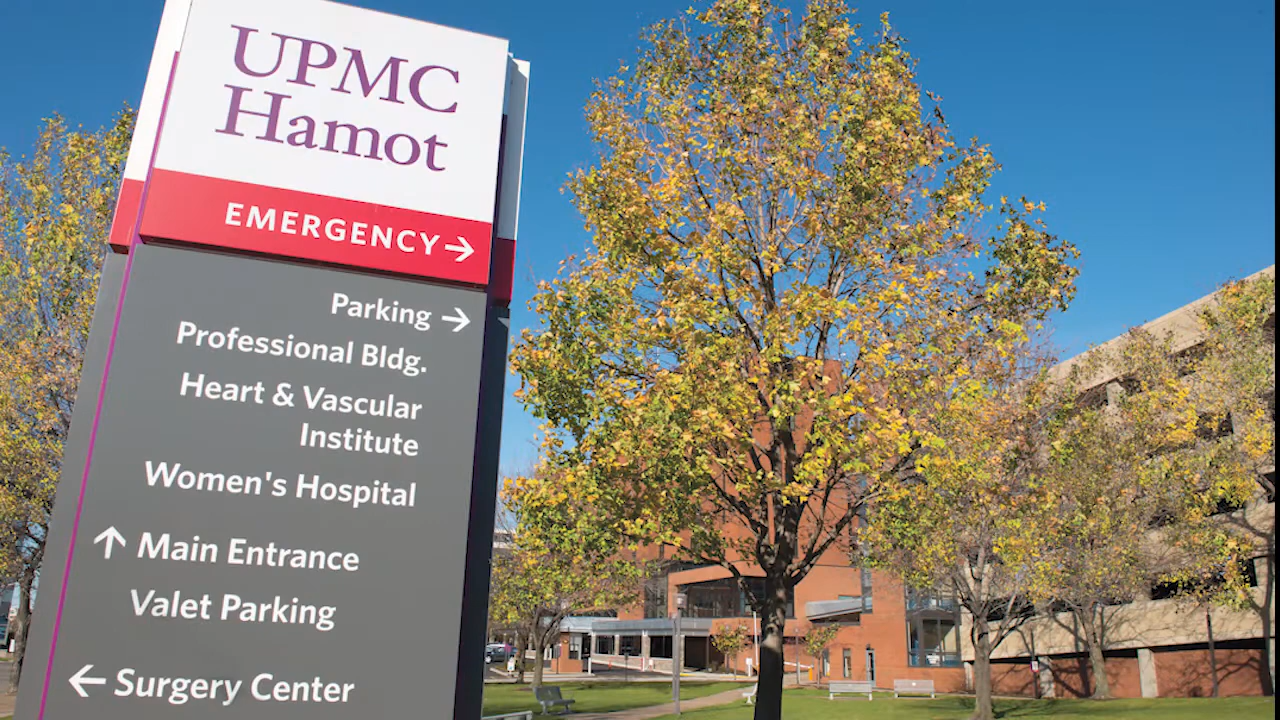 UPMC
Hamot
EMERGENCY →
Parking →
Professional Bldg.
Heart & Vascular
Institute
Women's Hospital
↑ Main Entrance
Valet Parking
← Surgery Center